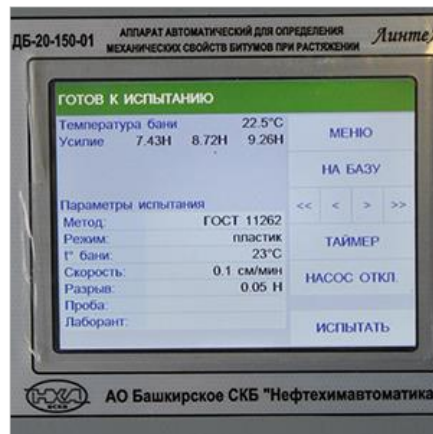 ДБ-20-150-01
АППАРАТ АВТОМАТИЧЕСКИЙ ДЛЯ ОПРЕДЕЛЕНИЯ
МЕХАНИЧЕСКИХ СВОЙСТВ БИТУМОВ ПРИ РАСТЯЖЕНИИ
Линте
ГОТОВ К ИСПЫТАНИЮ
Температура бани 22.5°C
Усилие 7.43Н 8.72Н 9.26Н
МЕНЮ
НА БАЗУ
<< < > >>
Параметры испытания
Метод: ГОСТ 11262
Режим: пластик
t° бани: 23°C
Скорость: 0.1 см/мин
Разрыв: 0.05 Н
Проба:
Лаборант:
ТАЙМЕР
НАСОС ОТКЛ.
ИСПЫТАТЬ
НХА
БСКБ
АО Башкирское СКБ "Нефтехимавтоматика